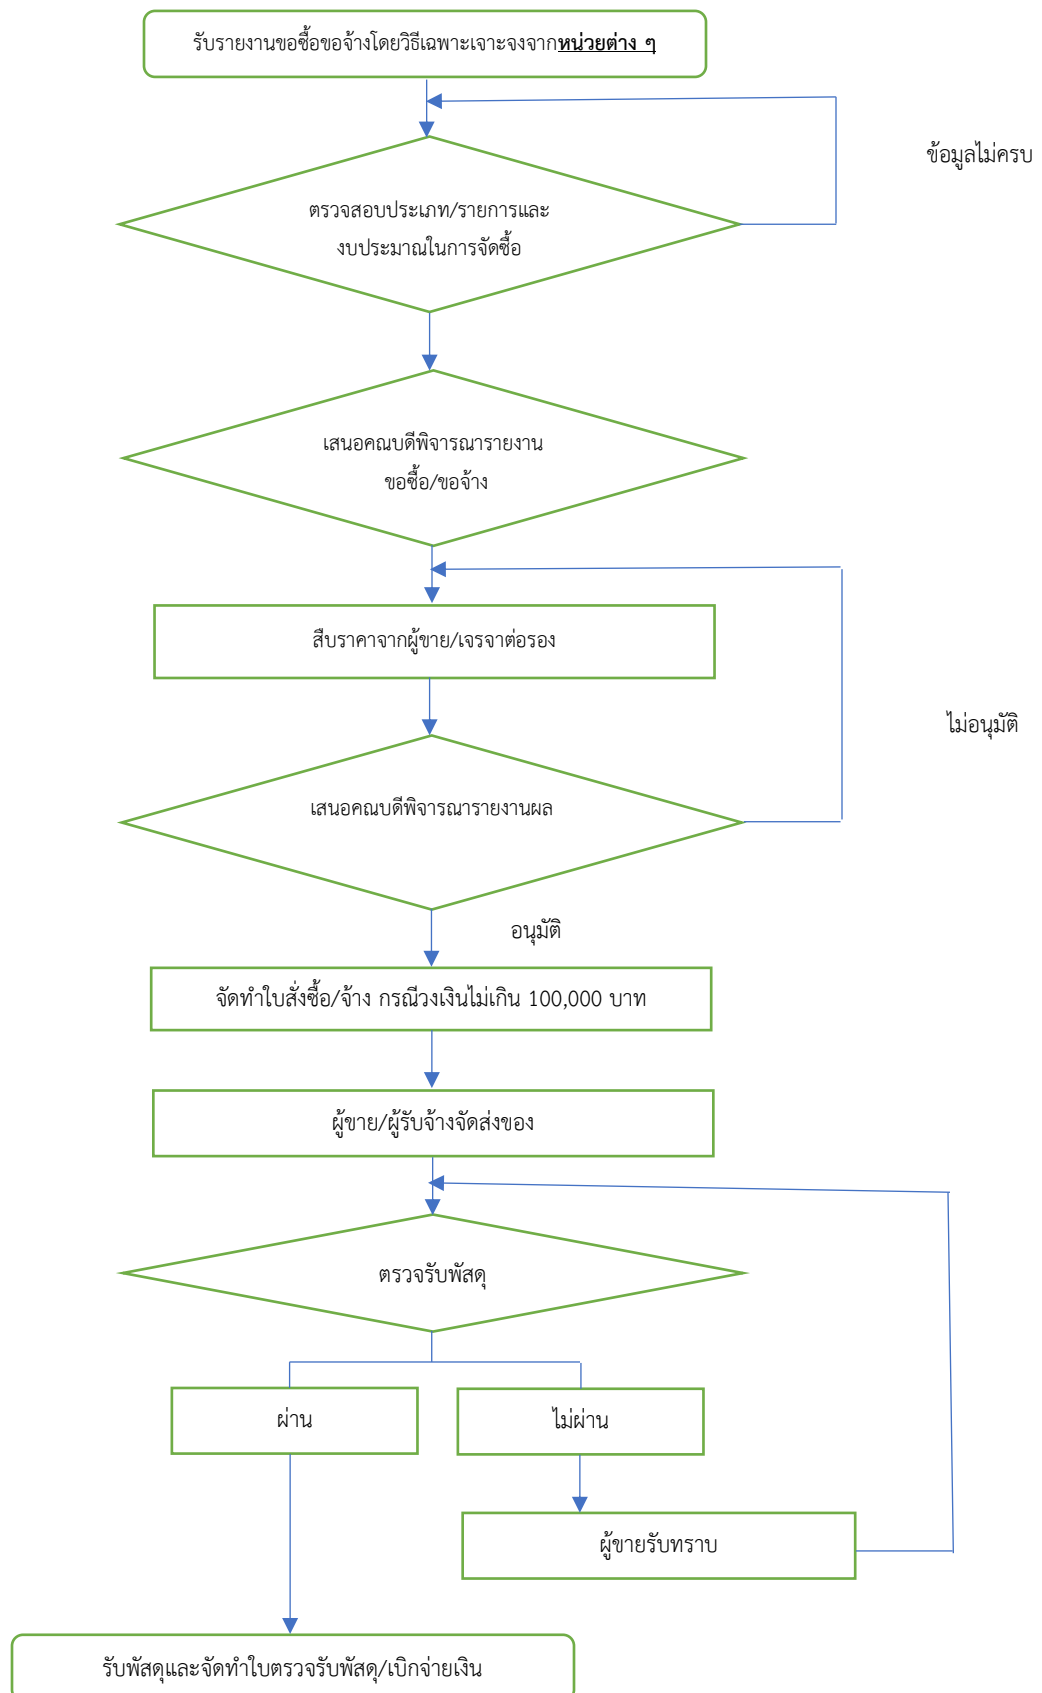 รับรายงานขอซื้อขอจ้างโดยวิธีเฉพาะเจาะจงจากหน่วยต่าง ๆ
ข้อมูลไม่ครบ
ตรวจสอบประเภท/รายการและ
งบประมาณในการจัดซื้อ
เสนอคณบดีพิจารณารายงาน
ขอซื้อ/ขอจ้าง
สืบราคาจากผู้ขาย/เจรจาต่อรอง
ไม่อนุมัติ
เสนอคณบดีพิจารณารายงานผล
อนุมัติ
จัดทำใบสั่งซื้อ/จ้าง กรณีวงเงินไม่เกิน 100,000 บาท
ผู้ขาย/ผู้รับจ้างจัดส่งของ
ตรวจรับพัสดุ
ผ่าน
ไม่ผ่าน
ผู้ขายรับทราบ
รับพัสดุและจัดทำใบตรวจรับพัสดุ/เบิกจ่ายเงิน